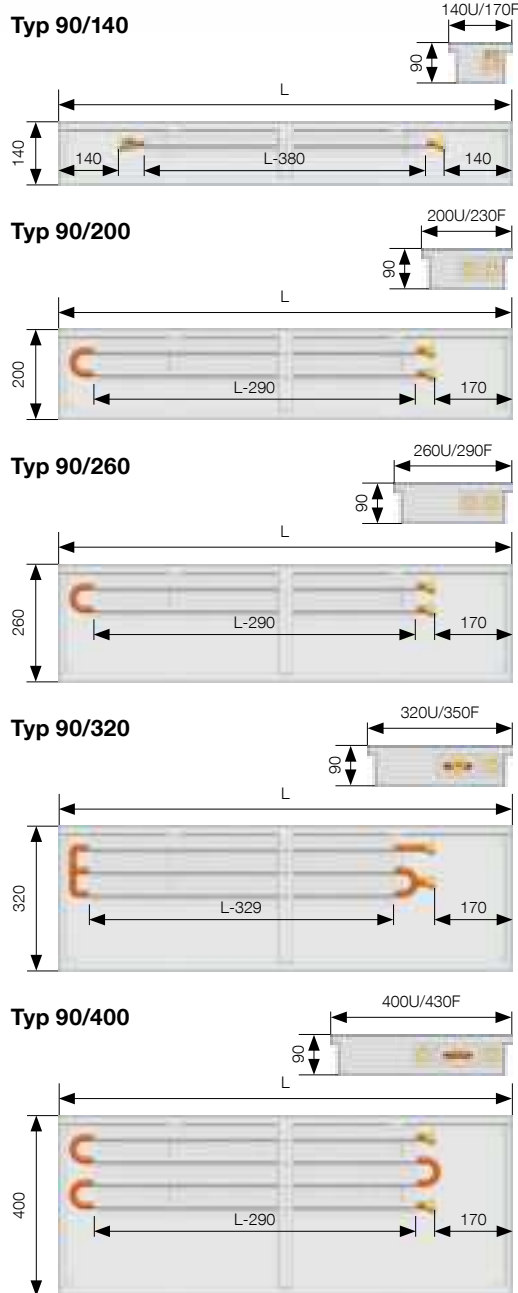 Typ 90/140
140U/170F
90
L
140
140
L-380
140
Typ 90/200
200U/230F
90
L
200
L-290
170
Typ 90/260
260U/290F
90
L
260
L-290
170
Typ 90/320
320U/350F
90
L
320
L-329
170
Typ 90/400
400U/430F
90
L
400
L-290
170